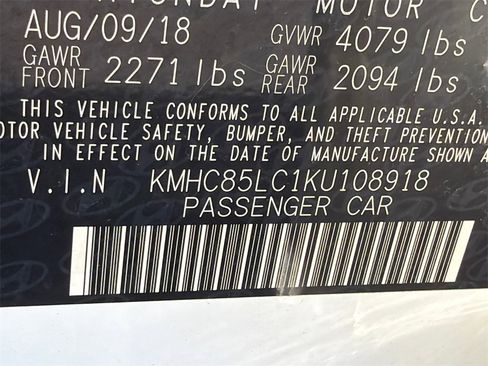 HYUNDAI MOTOR C
AUG/09/18 GVWR 4079 lbs
GAWR FRONT 2271 lbs GAWR REAR 2094 lbs
THIS VEHICLE CONFORMS TO ALL APPLICABLE U.S.A.
OTOR VEHICLE SAFETY, BUMPER, AND THEFT PREVENTION
IN EFFECT ON THE DATE OF MANUFACTURE SHOWN A
V.I.N KMHC85LC1KU108918
PASSENGER CAR